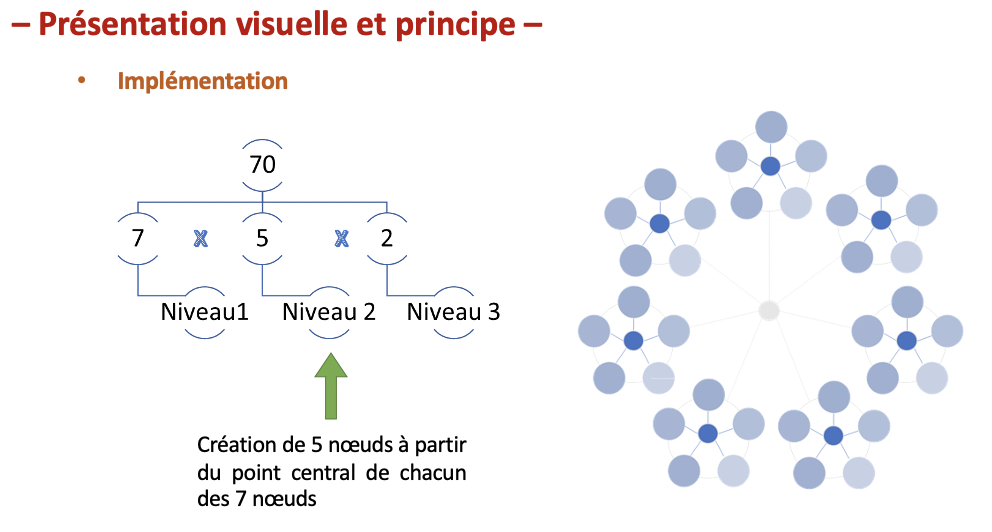 – Présentation visuelle et principe –
• Implémentation
70
7 X 5 X 2
Niveau1 Niveau 2 Niveau 3
Création de 5 nœuds à partir
du point central de chacun
des 7 nœuds